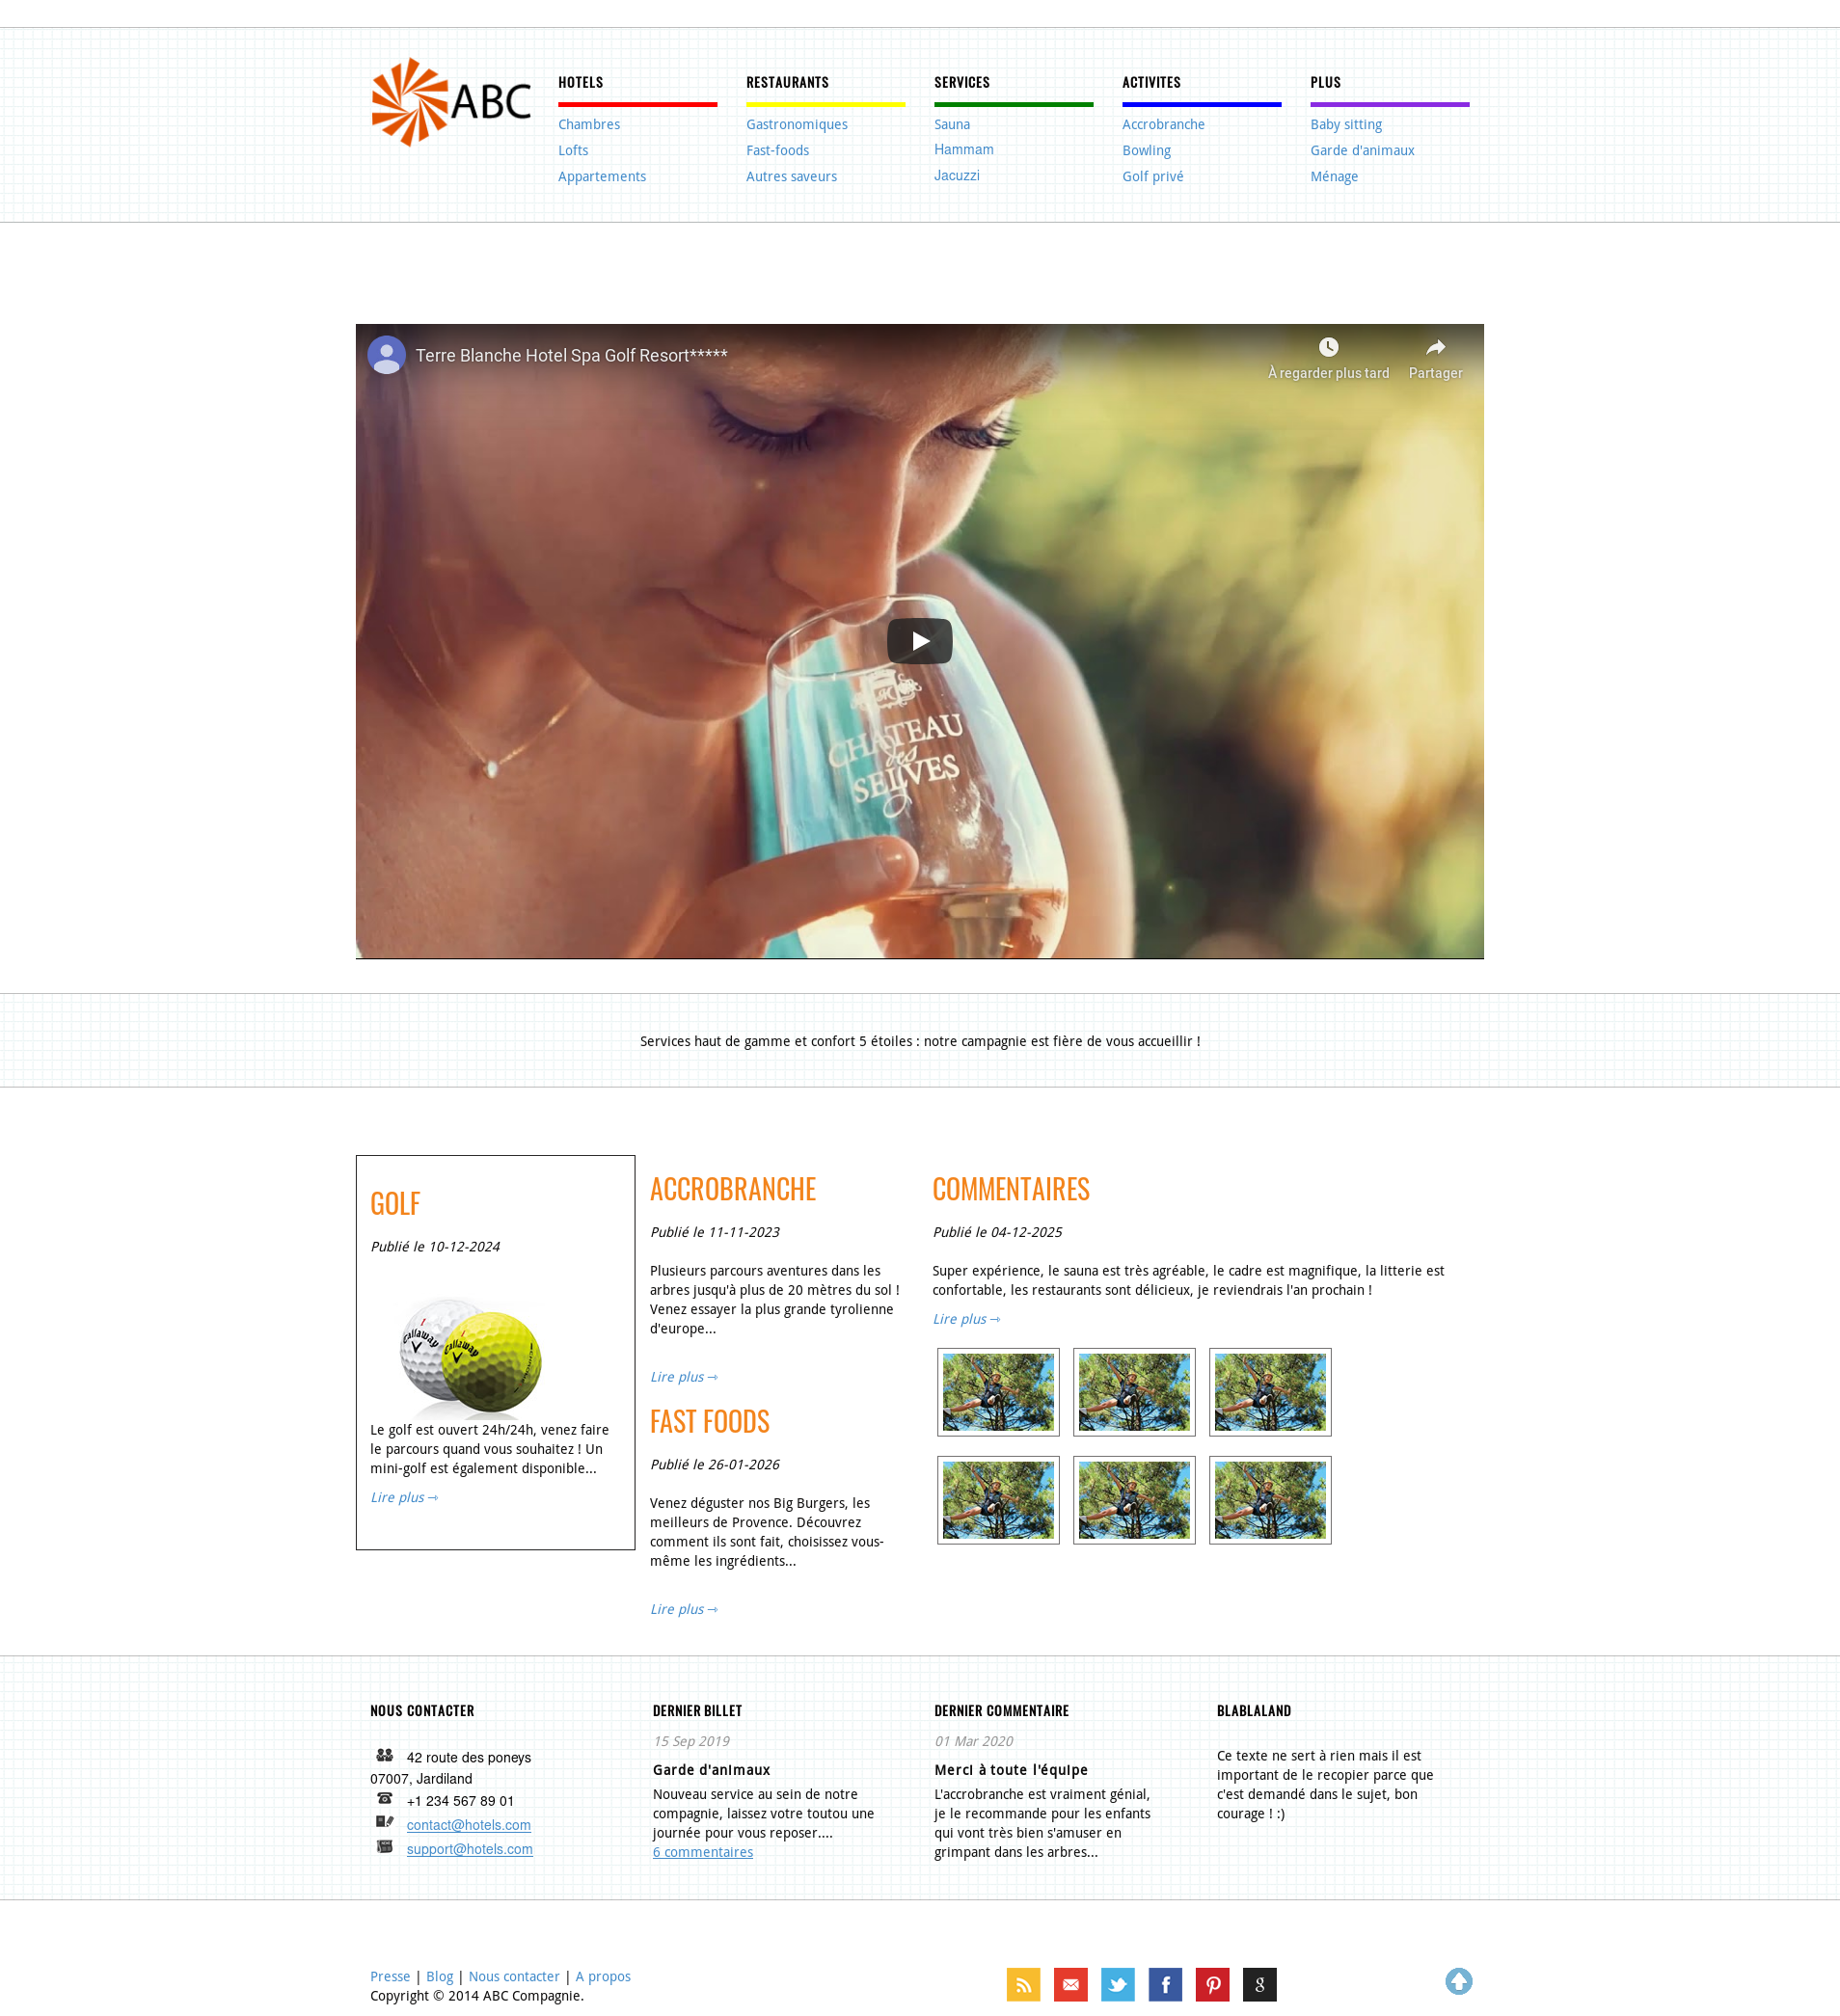 ABC
HOTELS
Chambres
Lofts
Appartements
RESTAURANTS
Gastronomiques
Fast-foods
Autres saveurs
SERVICES
Sauna
Hammam
Jacuzzi
ACTIVITES
Accrobranche
Bowling
Golf privé
PLUS
Baby sitting
Garde d'animaux
Ménage
Terre Blanche Hotel Spa Golf Resort*****
À regarder plus tard
Partager
CHATEAU
des
SELVES
Services haut de gamme et confort 5 étoiles : notre campagnie est fière de vous accueillir !
GOLF
Publié le 10-12-2024
Callaway
Callaway
Le golf est ouvert 24h/24h, venez faire
le parcours quand vous souhaitez ! Un
mini-golf est également disponible...
Lire plus ⇾
ACCROBRANCHE
Publié le 11-11-2023
Plusieurs parcours aventures dans les
arbres jusqu'à plus de 20 mètres du sol !
Venez essayer la plus grande tyrolienne
d'europe...
Lire plus ⇾
FAST FOODS
Publié le 26-01-2026
Venez déguster nos Big Burgers, les
meilleurs de Provence. Découvrez
comment ils sont fait, choisissez vous-
même les ingrédients...
Lire plus ⇾
COMMENTAIRES
Publié le 04-12-2025
Super expérience, le sauna est très agréable, le cadre est magnifique, la litterie est
confortable, les restaurants sont délicieux, je reviendrais l'an prochain !
Lire plus ⇾
NOUS CONTACTER
42 route des poneys
07007, Jardiland
+1 234 567 89 01
contact@hotels.com
support@hotels.com
DERNIER BILLET
15 Sep 2019
Garde d'animaux
Nouveau service au sein de notre
compagnie, laissez votre toutou une
journée pour vous reposer....
6 commentaires
DERNIER COMMENTAIRE
01 Mar 2020
Merci à toute l'équipe
L'accrobranche est vraiment génial,
je le recommande pour les enfants
qui vont très bien s'amuser en
grimpant dans les arbres...
BLABLALAND
Ce texte ne sert à rien mais il est
important de le recopier parce que
c'est demandé dans le sujet, bon
courage ! :)
Presse | Blog | Nous contacter | A propos
Copyright © 2014 ABC Compagnie.